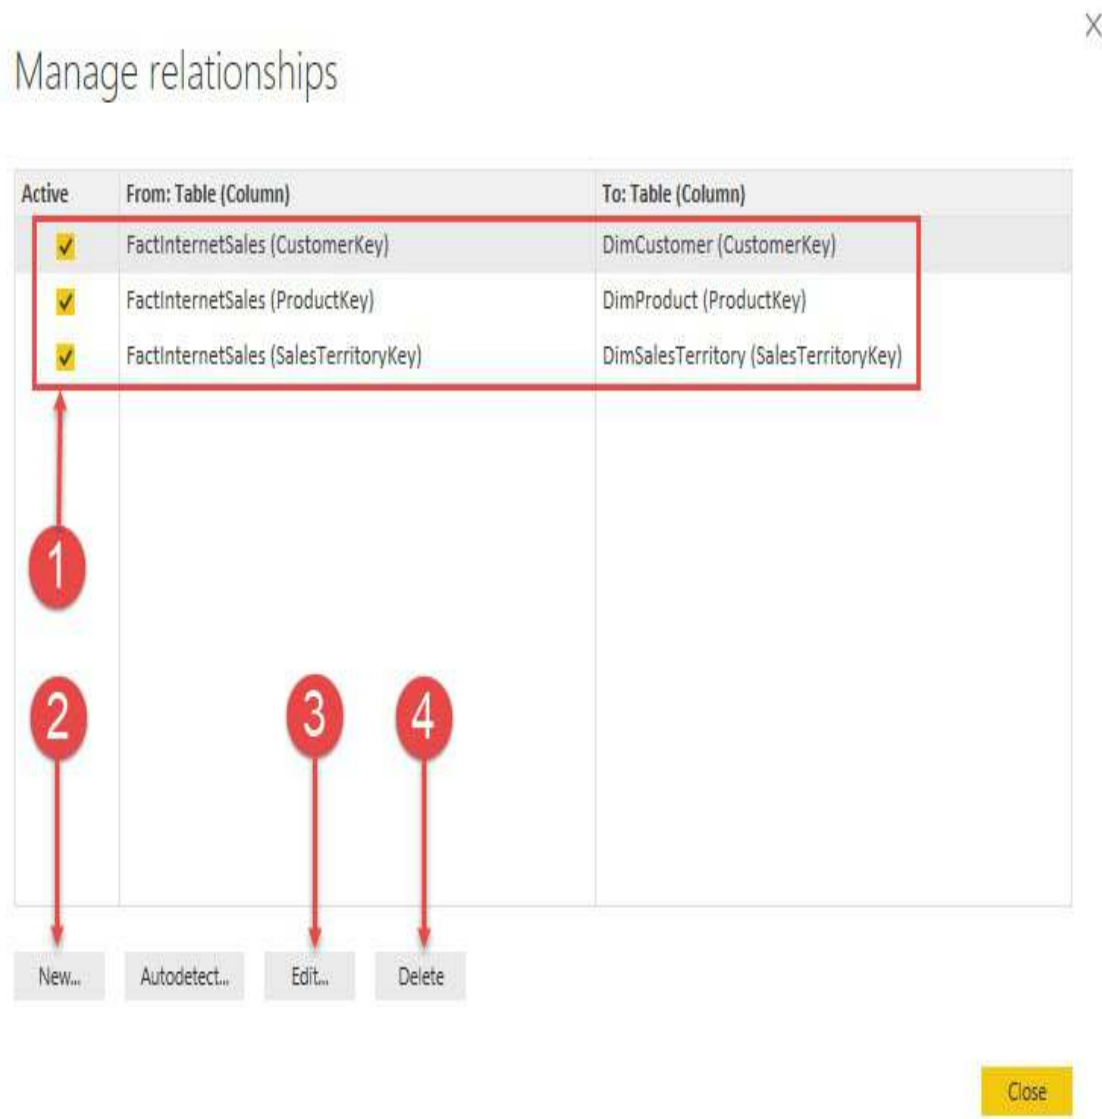 X
Manage relationships
Active From: Table (Column) To: Table (Column)
FactInternetSales (CustomerKey) DimCustomer (CustomerKey)
FactInternetSales (ProductKey) DimProduct (ProductKey)
FactInternetSales (SalesTerritoryKey) DimSalesTerritory (SalesTerritoryKey)
1
2 3 4
New... Autodetect... Edit... Delete
Close